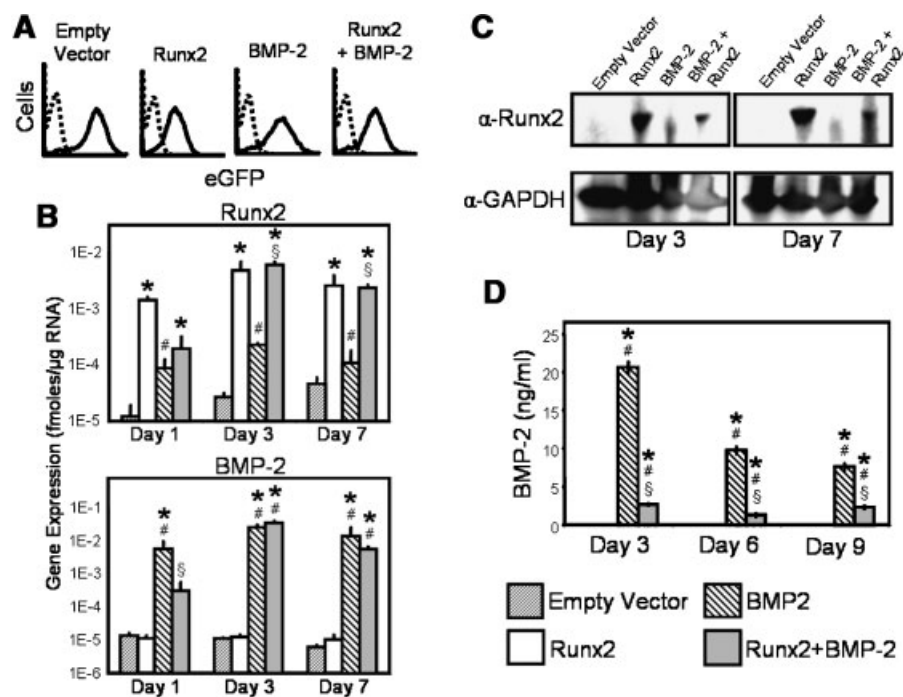 A
Empty Vector
Runx2
BMP-2
Runx2 + BMP-2
Cells
eGFP
B
Runx2
Gene Expression (fmoles/µg RNA)
1E-2
1E-3
1E-4
1E-5
* * # *
* # * §
* # * §
Day 1 Day 3 Day 7
BMP-2
1E-1
1E-2
1E-3
1E-4
1E-5
1E-6
* # §
* # * #
* # * #
Day 1 Day 3 Day 7
C
Empty Vector Runx2 BMP-2 BMP-2 + Runx2
Empty Vector Runx2 BMP-2 BMP-2 + Runx2
α-Runx2
α-GAPDH
Day 3 Day 7
D
BMP-2 (ng/ml)
25
20
15
10
5
0
* # * # §
* # * # §
* # * # §
Day 3 Day 6 Day 9
Empty Vector
BMP2
Runx2
Runx2+BMP-2